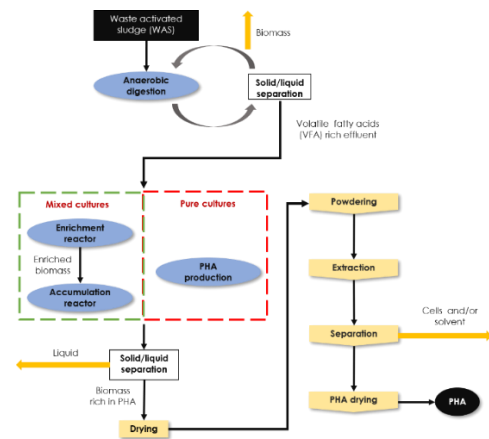 Waste activated
sludge (WAS)
Biomass
Anaerobic
digestion
Solid/liquid
separation
Volatile fatty acids
(VFA) rich effluent
Mixed cultures
Pure cultures
Enrichment
reactor
Enriched
biomass
Accumulation
reactor
PHA
production
Liquid
Solid/liquid
separation
Biomass
rich in PHA
Drying
Powdering
Extraction
Separation
Cells and/or
solvent
PHA drying
PHA